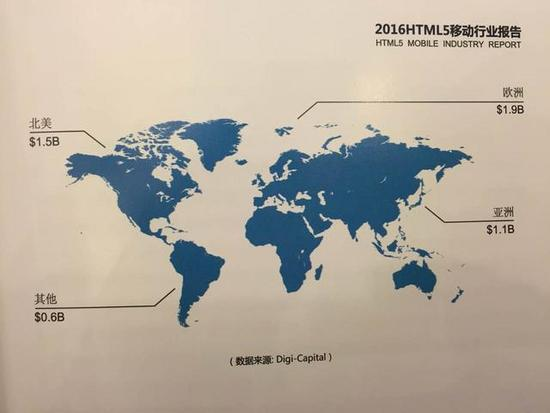 2016HTML5移动行业报告
HTML5 MOBILE INDUSTRY REPORT
欧洲
$1.9B
北美
$1.5B
亚洲
$1.1B
其他
$0.6B
（数据来源: Digi-Capital）